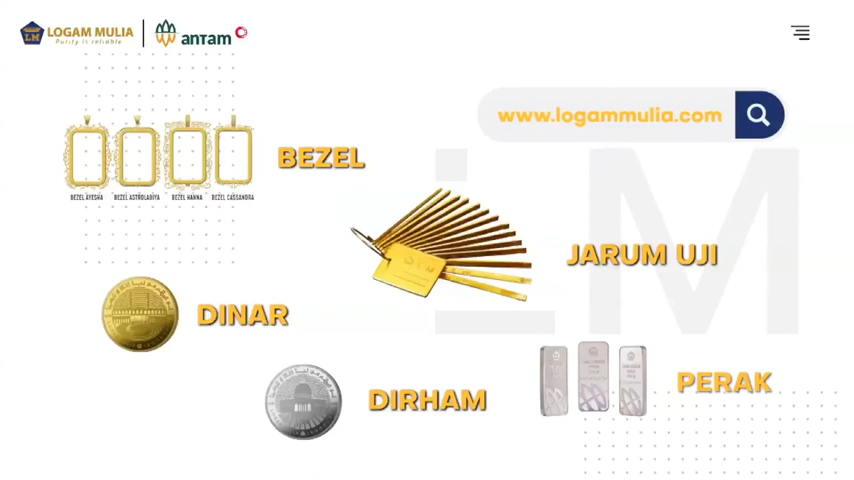 LOGAM MULIA
Purity is reliable
antam
www.logammulia.com
BEZEL
BEZEL AYESHA
BEZEL ASTROLABIYA
BEZEL HANNA
BEZEL CASSANDRA
JARUM UJI
DINAR
DIRHAM
PERAK
LM